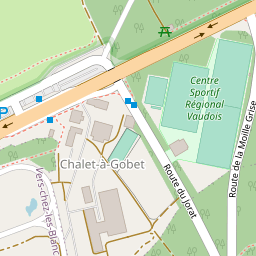 P
Centre
Sportif
Régional
Vaudois
Chalet-à-Gobet
Route du Jorat
Route de la Moille Grise
Vers-chez-les-Blanc